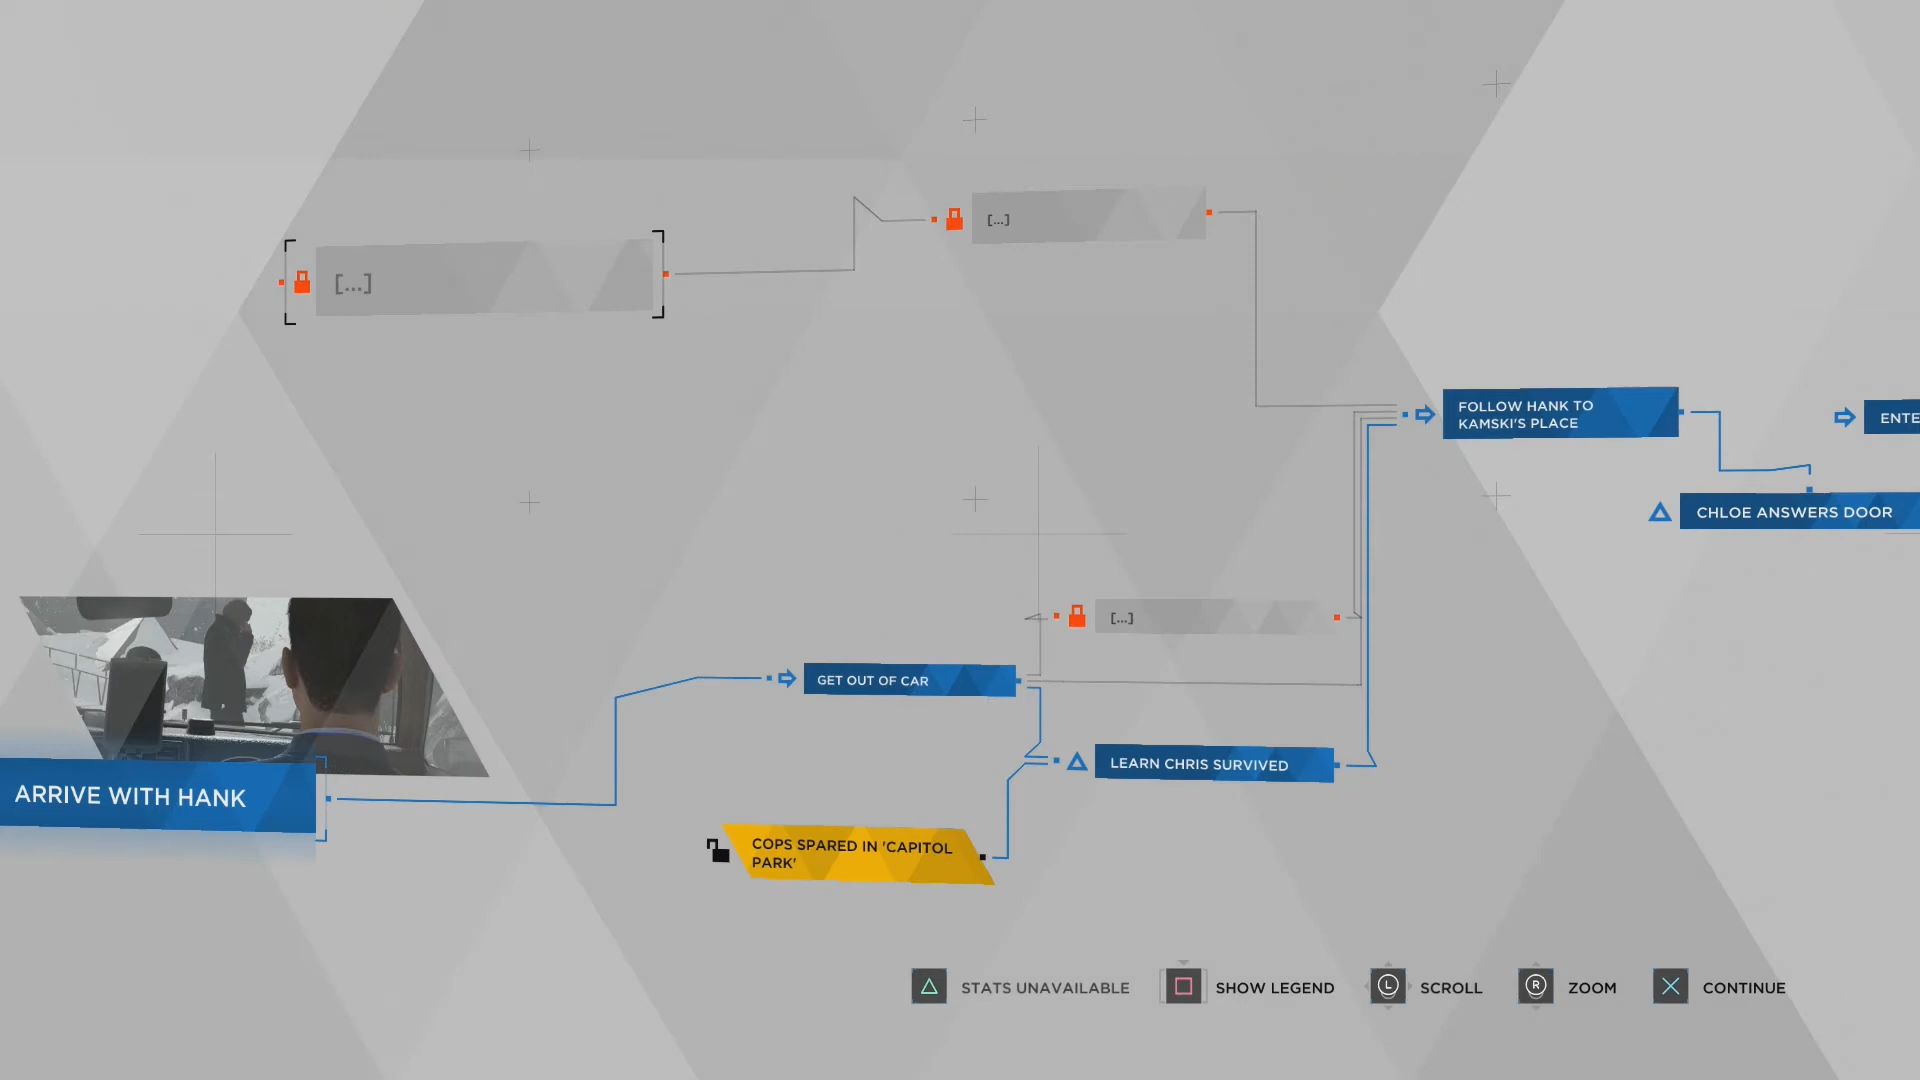 [...]
[...]
FOLLOW HANK TO
KAMSKI'S PLACE
ENTE
CHLOE ANSWERS DOOR
[...]
GET OUT OF CAR
LEARN CHRIS SURVIVED
ARRIVE WITH HANK
COPS SPARED IN 'CAPITOL
PARK'
STATS UNAVAILABLE
SHOW LEGEND
L
SCROLL
R
ZOOM
CONTINUE